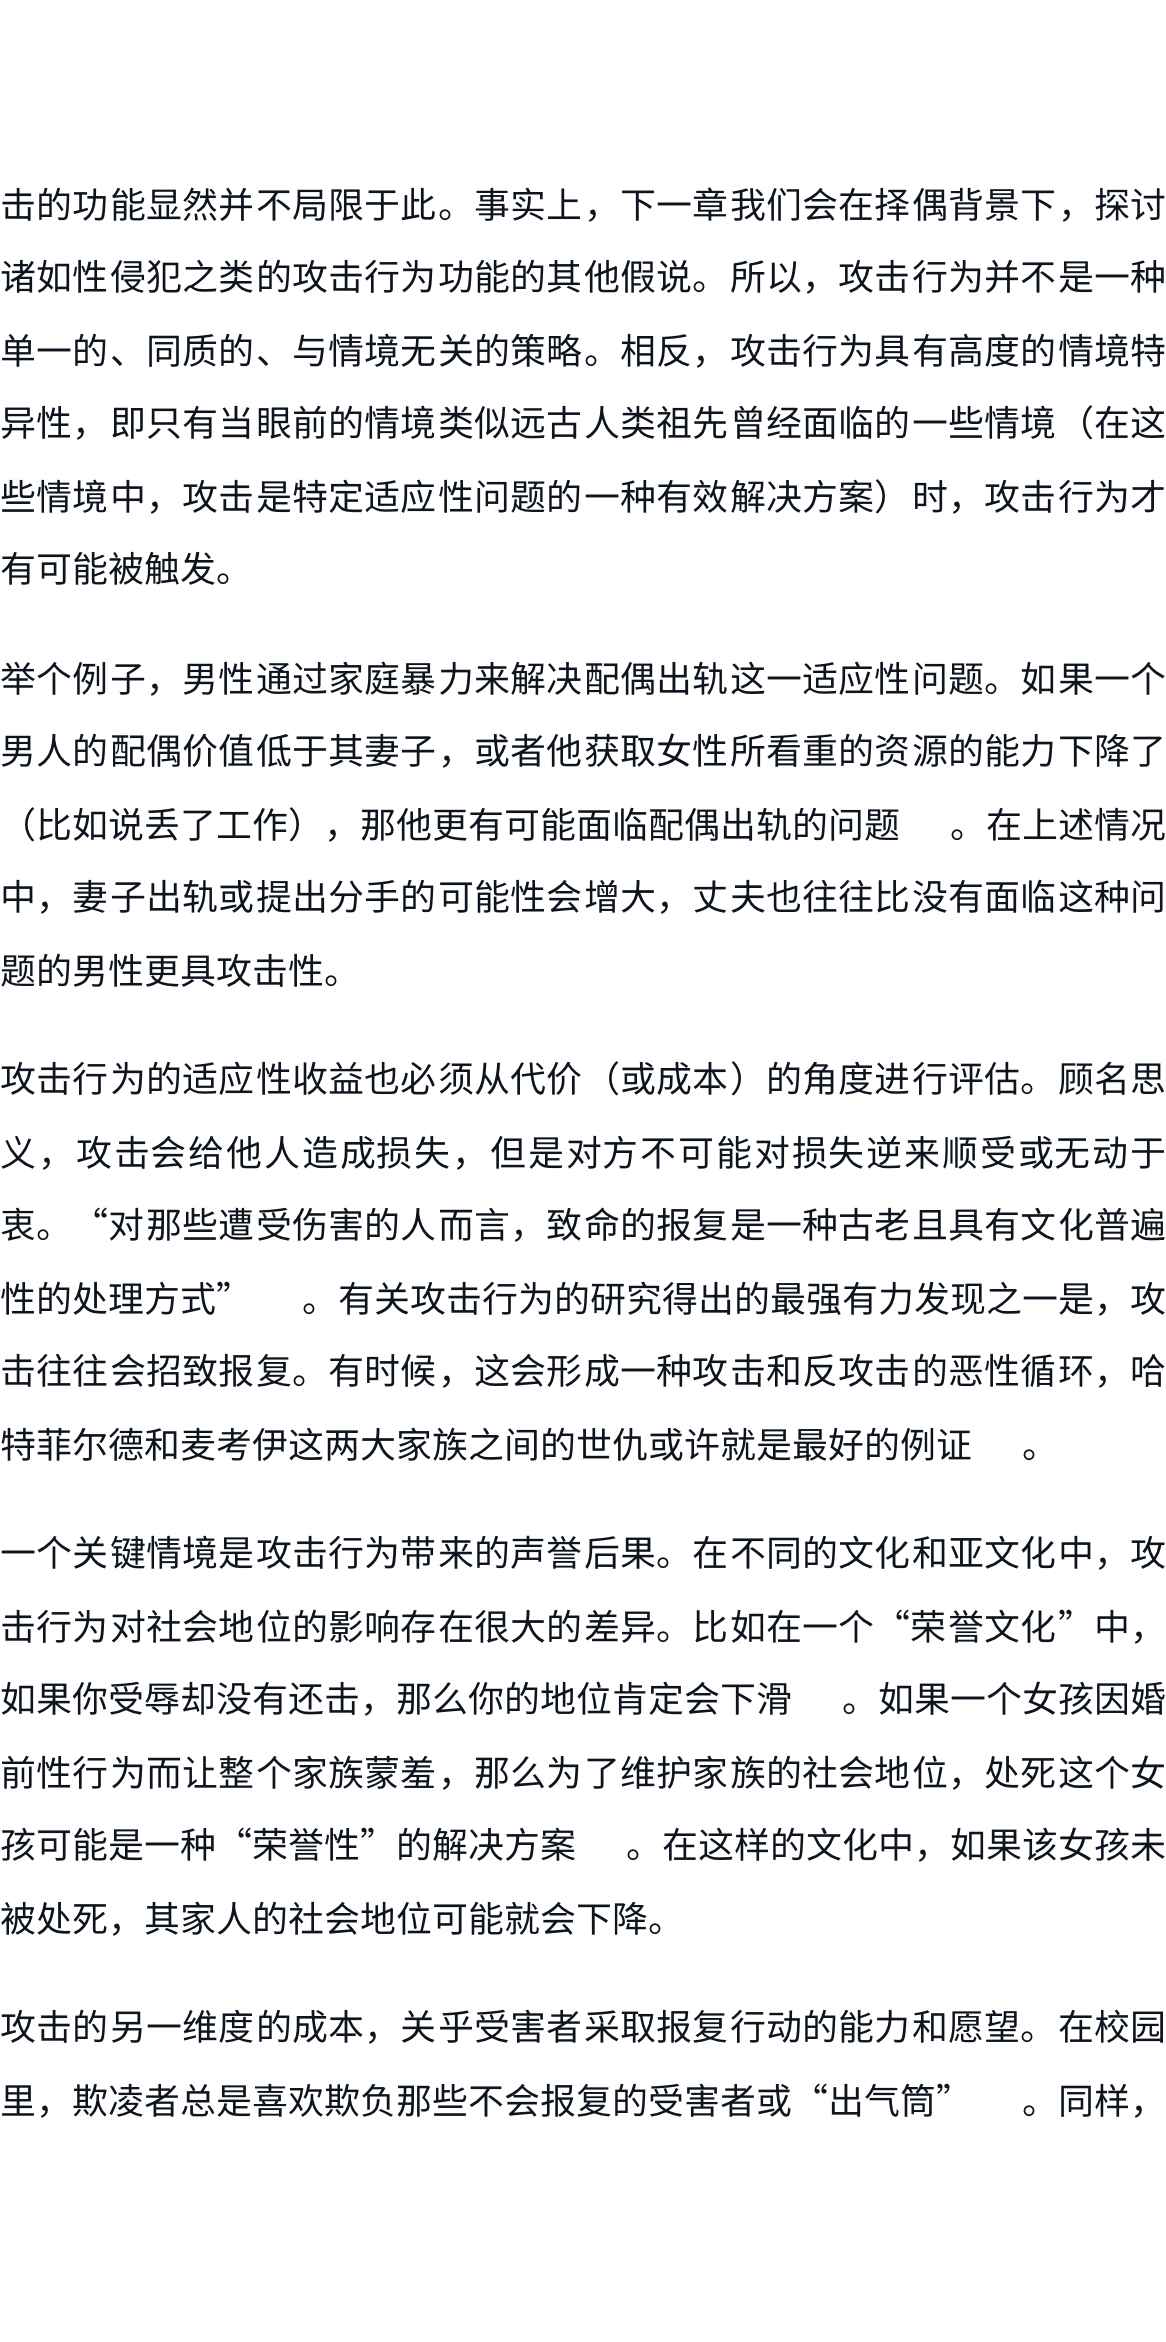 击的功能显然并不局限于此。事实上，下一章我们会在择偶背景下，探讨
诸如性侵犯之类的攻击行为功能的其他假说。所以，攻击行为并不是一种
单一的、同质的、与情境无关的策略。相反，攻击行为具有高度的情境特
异性，即只有当眼前的情境类似远古人类祖先曾经面临的一些情境（在这
些情境中，攻击是特定适应性问题的一种有效解决方案）时，攻击行为才
有可能被触发。
举个例子，男性通过家庭暴力来解决配偶出轨这一适应性问题。如果一个
男人的配偶价值低于其妻子，或者他获取女性所看重的资源的能力下降了
（比如说丢了工作），那他更有可能面临配偶出轨的问题 。在上述情况
中，妻子出轨或提出分手的可能性会增大，丈夫也往往比没有面临这种问
题的男性更具攻击性。
攻击行为的适应性收益也必须从代价（或成本）的角度进行评估。顾名思
义，攻击会给他人造成损失，但是对方不可能对损失逆来顺受或无动于
衷。“对那些遭受伤害的人而言，致命的报复是一种古老且具有文化普遍
性的处理方式” 。有关攻击行为的研究得出的最强有力发现之一是，攻
击往往会招致报复。有时候，这会形成一种攻击和反攻击的恶性循环，哈
特菲尔德和麦考伊这两大家族之间的世仇或许就是最好的例证 。
一个关键情境是攻击行为带来的声誉后果。在不同的文化和亚文化中，攻
击行为对社会地位的影响存在很大的差异。比如在一个“荣誉文化”中，
如果你受辱却没有还击，那么你的地位肯定会下滑 。如果一个女孩因婚
前性行为而让整个家族蒙羞，那么为了维护家族的社会地位，处死这个女
孩可能是一种“荣誉性”的解决方案 。在这样的文化中，如果该女孩未
被处死，其家人的社会地位可能就会下降。
攻击的另一维度的成本，关乎受害者采取报复行动的能力和愿望。在校园
里，欺凌者总是喜欢欺负那些不会报复的受害者或“出气筒” 。同样，